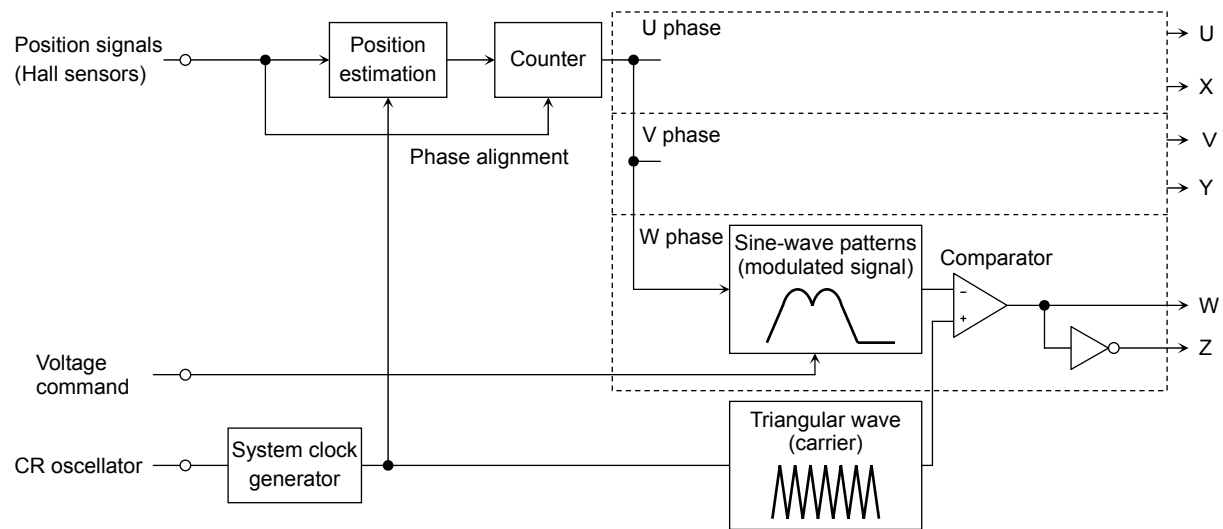 Position signals
(Hall sensors)
Position
estimation
Counter
Phase alignment
U phase
U
X
V phase
V
Y
W phase
Sine-wave patterns
(modulated signal)
Comparator
−
+
W
Z
Voltage
command
CR oscellator
System clock
generator
Triangular wave
(carrier)